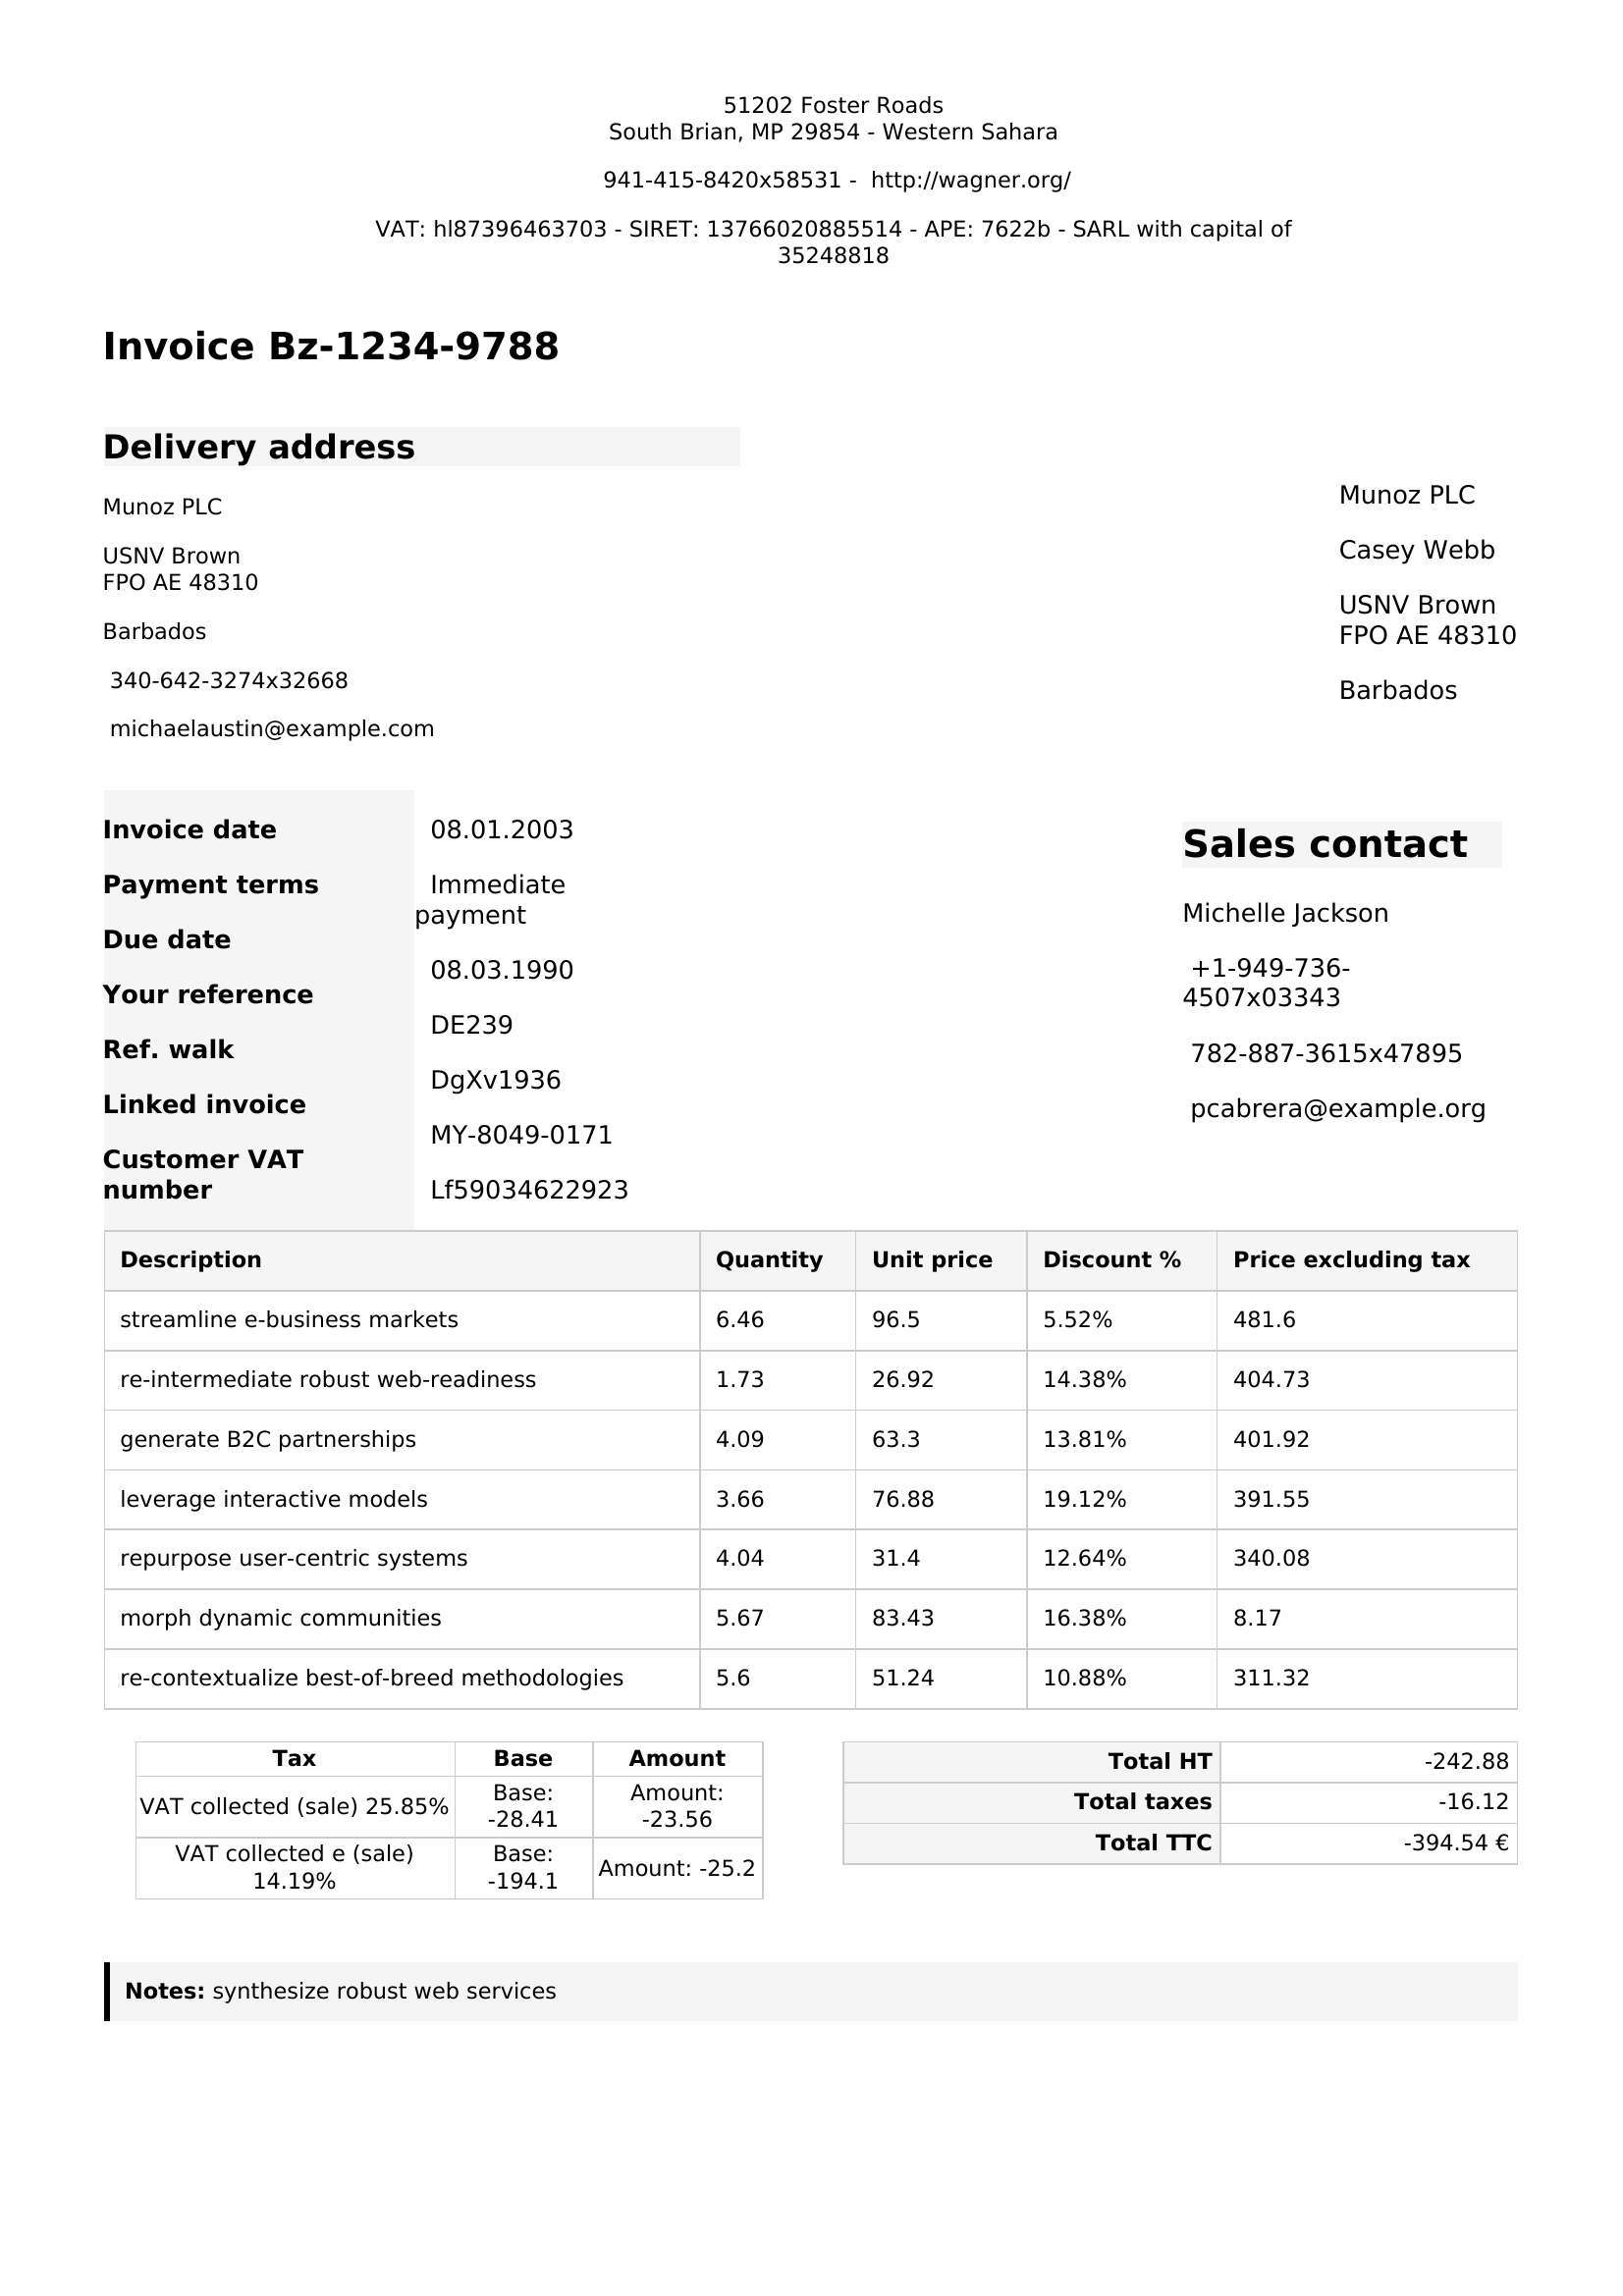 51202 Foster Roads
South Brian, MP 29854 - Western Sahara
941-415-8420x58531 -  http://wagner.org/
VAT: hl87396463703 - SIRET: 13766020885514 - APE: 7622b - SARL with capital of
35248818
Invoice Bz-1234-9788
Delivery address
Munoz PLC
USNV Brown
FPO AE 48310
Barbados
340-642-3274x32668
michaelaustin@example.com
Munoz PLC
Casey Webb
USNV Brown
FPO AE 48310
Barbados
Invoice date
Payment terms
Due date
Your reference
Ref. walk
Linked invoice
Customer VAT
number
08.01.2003
Immediate
payment
08.03.1990
DE239
DgXv1936
MY-8049-0171
Lf59034622923
Sales contact
Michelle Jackson
+1-949-736-
4507x03343
782-887-3615x47895
pcabrera@example.org
Description Quantity Unit price Discount % Price excluding tax
streamline e-business markets 6.46 96.5 5.52% 481.6
re-intermediate robust web-readiness 1.73 26.92 14.38% 404.73
generate B2C partnerships 4.09 63.3 13.81% 401.92
leverage interactive models 3.66 76.88 19.12% 391.55
repurpose user-centric systems 4.04 31.4 12.64% 340.08
morph dynamic communities 5.67 83.43 16.38% 8.17
re-contextualize best-of-breed methodologies 5.6 51.24 10.88% 311.32
Tax Base Amount
VAT collected (sale) 25.85% Base: -28.41 Amount: -23.56
VAT collected e (sale) 14.19% Base: -194.1 Amount: -25.2
Total HT -242.88
Total taxes -16.12
Total TTC -394.54 €
Notes: synthesize robust web services